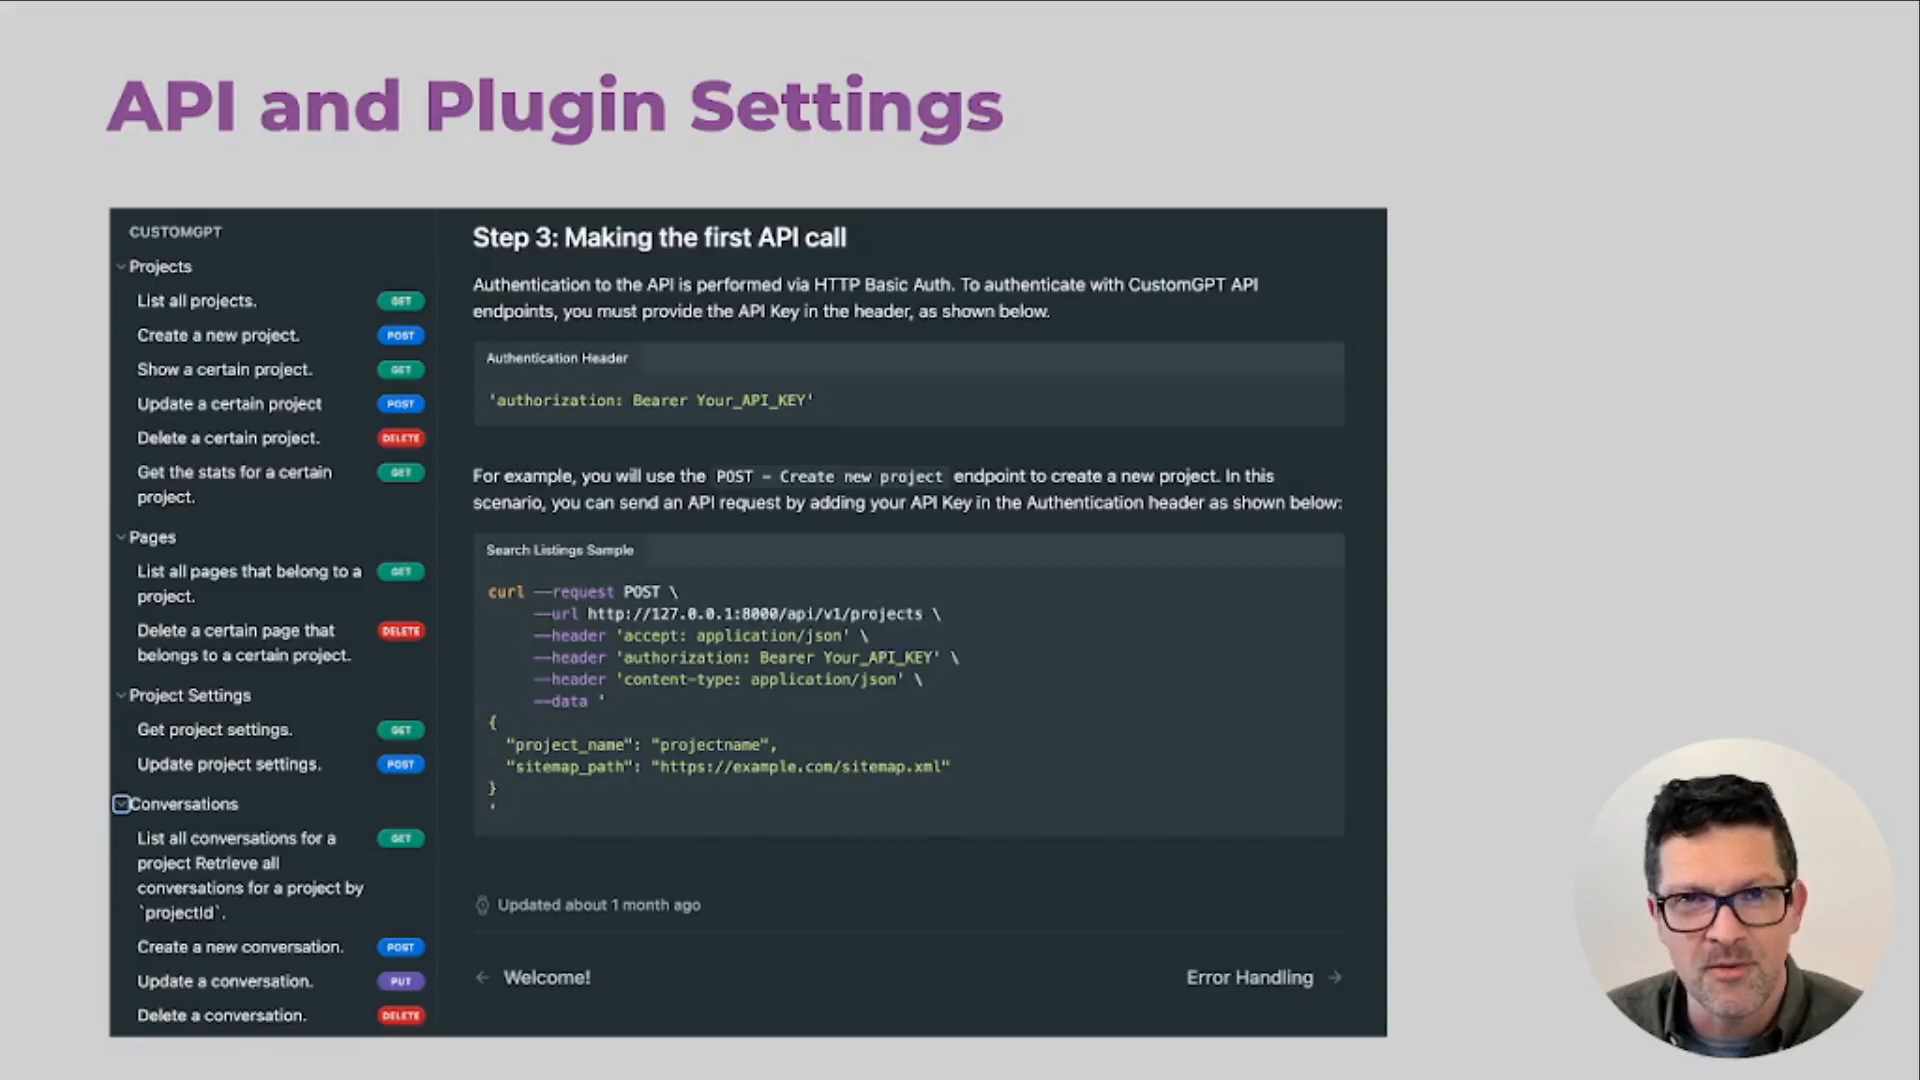 API and Plugin Settings
CUSTOMGPT
Projects
List all projects. GET
Create a new project. POST
Show a certain project. GET
Update a certain project POST
Delete a certain project. DELETE
Get the stats for a certain GET
project.
Pages
List all pages that belong to a GET
project.
Delete a certain page that DELETE
belongs to a certain project.
Project Settings
Get project settings. GET
Update project settings. POST
Conversations
List all conversations for a GET
project Retrieve all
conversations for a project by
`projectId`.
Create a new conversation. POST
Update a conversation. PUT
Delete a conversation. DELETE
Step 3: Making the first API call
Authentication to the API is performed via HTTP Basic Auth. To authenticate with CustomGPT API
endpoints, you must provide the API Key in the header, as shown below.
Authentication Header
'authorization: Bearer Your_API_KEY'
For example, you will use the POST - Create new project endpoint to create a new project. In this
scenario, you can send an API request by adding your API Key in the Authentication header as shown below:
Search Listings Sample
curl --request POST \
--url http://127.0.0.1:8000/api/v1/projects \
--header 'accept: application/json' \
--header 'authorization: Bearer Your_API_KEY' \
--header 'content-type: application/json' \
--data '
{
"project_name": "projectname",
"sitemap_path": "https://example.com/sitemap.xml"
}
'
Updated about 1 month ago
← Welcome!
Error Handling →